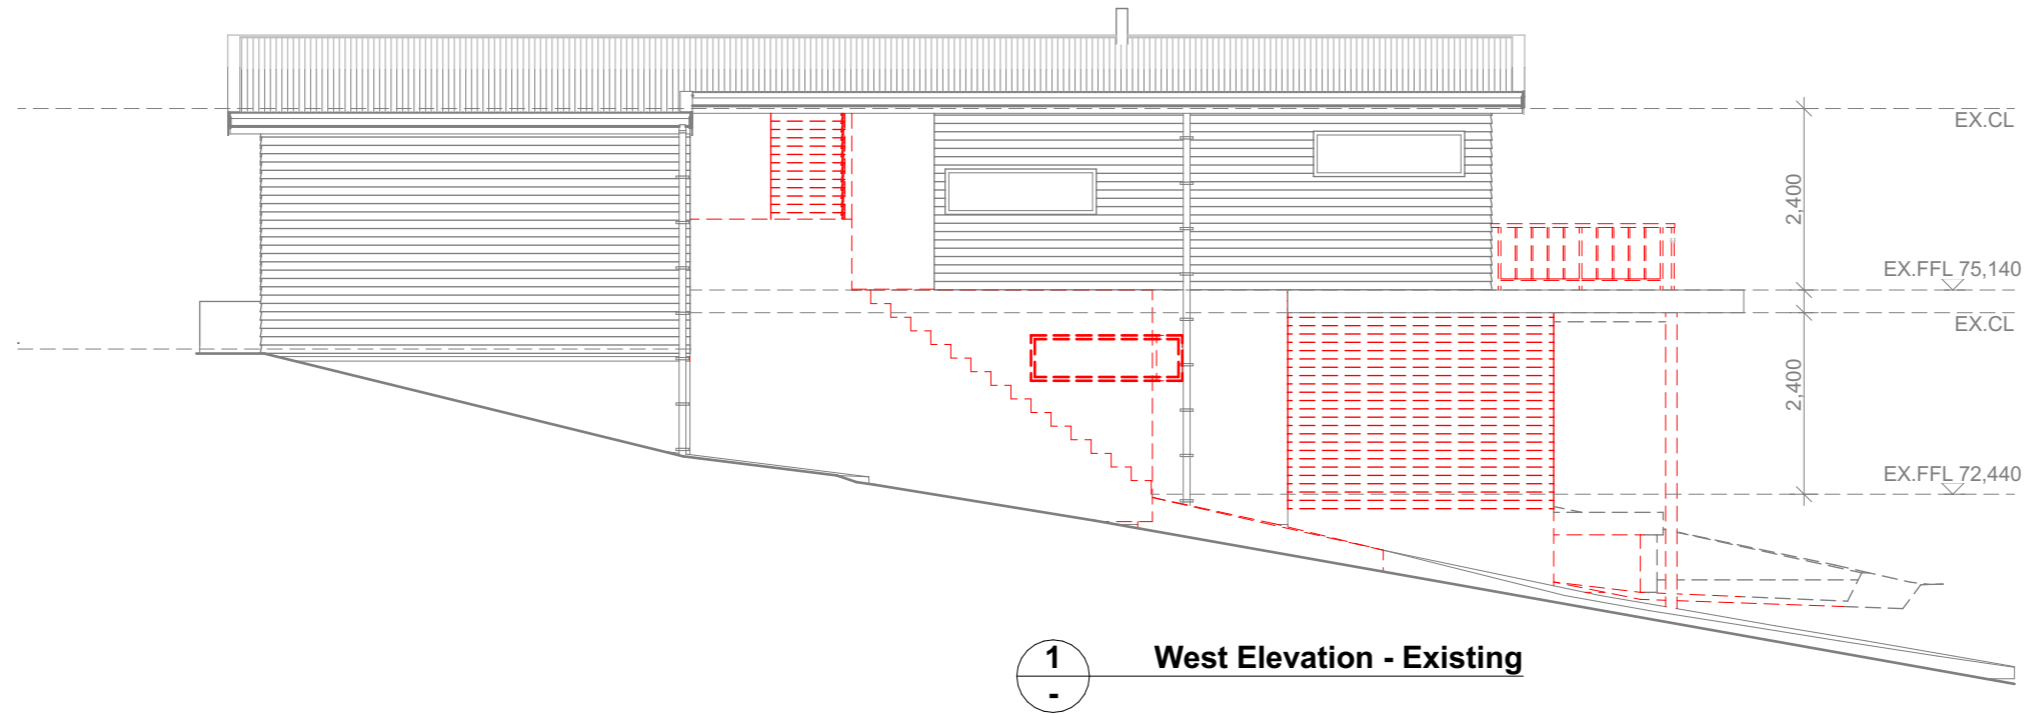 EX.CL
2,400
EX.FFL 75,140
EX.CL
2,400
EX.FFL 72,440
1
West Elevation - Existing
-